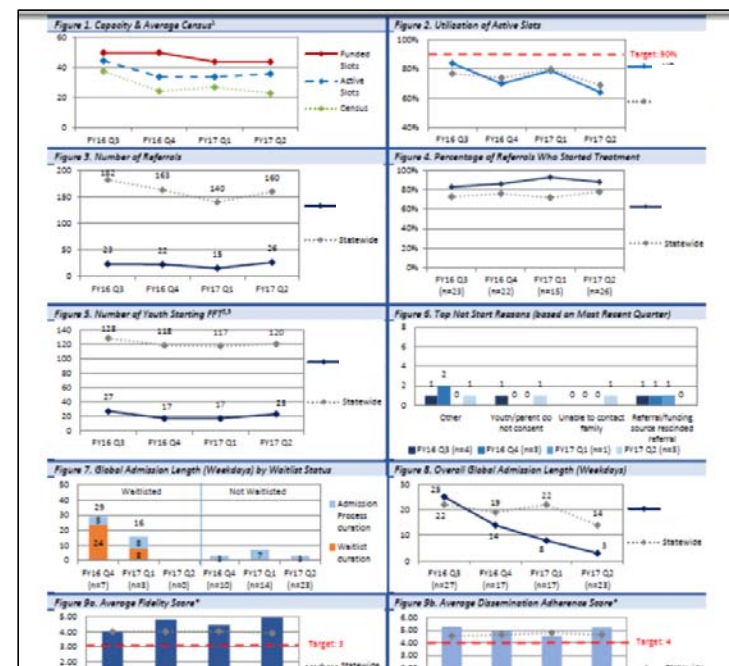 Figure 1. Capacity & Average Census¹
60
40
20
0
Funded
Slots
Active
Slots
Census
FY16 Q3 FY16 Q4 FY17 Q1 FY17 Q2
Figure 2. Utilization of Active Slots
100%
80%
60%
40%
Target: 90%
FY16 Q3 FY16 Q4 FY17 Q1 FY17 Q2
Figure 3. Number of Referrals
200
150
100
50
0
182 163 140 160
23 22 15 26
Statewide
FY16 Q3 FY16 Q4 FY17 Q1 FY17 Q2
Figure 4. Percentage of Referrals Who Started Treatment
100%
80%
60%
40%
20%
Statewide
FY16 Q3 FY16 Q4 FY17 Q1 FY17 Q2
(n=23) (n=22) (n=15) (n=26)
Figure 5. Number of Youth Starting FFT
140
120
100
80
60
40
20
0
128 118 117 120
27 17 17 23
Statewide
FY16 Q3 FY16 Q4 FY17 Q1 FY17 Q2
Figure 6. Top Not Start Reasons (based on Most Recent Quarter)
8
6
4
2
0
1 2 0 1 1 0 0 1 0 0 0 1 1 1 1 0
Other
Youth/parent do
not consent
Unable to contact
family
Referral/funding
source rescinded
referral
FY16 Q3 (n=4) FY16 Q4 (n=3) FY17 Q1 (n=1) FY17 Q2 (n=3)
Figure 7. Global Admission Length (Weekdays) by Waitlist Status
50
40
30
20
10
0
Waitlisted Not Waitlisted
29
5
24
16
8
8
3 7 3
Admission
Process
duration
Waitlist
duration
FY16 Q4 FY17 Q1 FY17 Q2 FY16 Q4 FY17 Q1 FY17 Q2
(n=7) (n=3) (n=0) (n=10) (n=14) (n=23)
Figure 8. Overall Global Admission Length (Weekdays)
30
20
10
0
25 19 22 14
22 14 8 3
Statewide
FY16 Q3 FY16 Q4 FY17 Q1 FY17 Q2
(n=27) (n=17) (n=17) (n=23)
Figure 9a. Average Fidelity Score*
5.00
4.00
3.00
2.00
Target: 3
Statewide
Figure 9b. Average Dissemination Adherence Score*
6.00
5.00
4.00
3.00
2.00
Target: 4